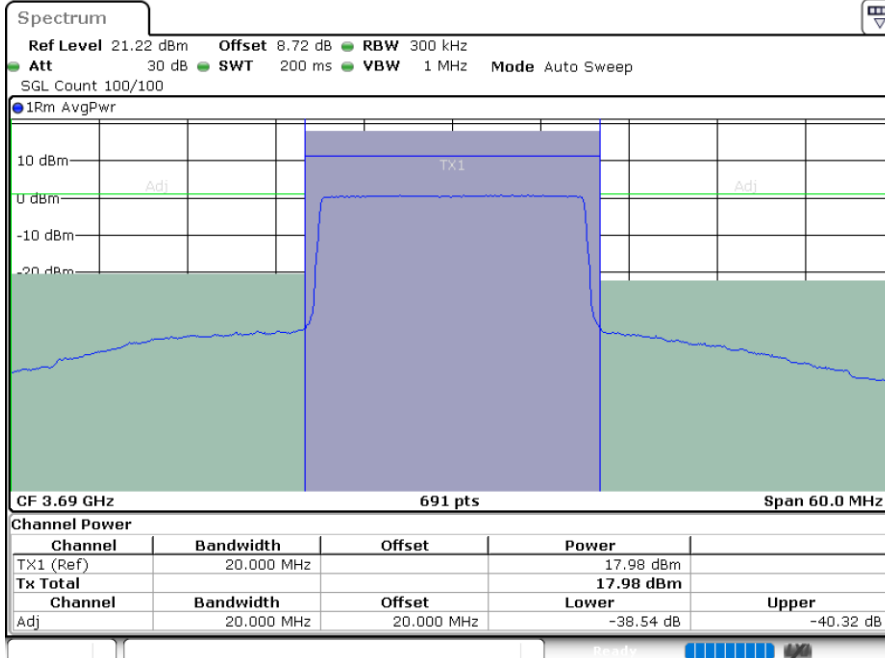 Spectrum
Ref Level 21.22 dBm Offset 8.72 dB RBW 300 kHz
Att 30 dB SWT 200 ms VBW 1 MHz Mode Auto Sweep
SGL Count 100/100
1Rm AvgPwr
10 dBm
TX1
Adj Adj
0 dBm
-10 dBm
-20 dBm
CF 3.69 GHz 691 pts Span 60.0 MHz
Channel Power
Channel Bandwidth Offset Power
TX1 (Ref) 20.000 MHz 17.98 dBm
Tx Total 17.98 dBm
Channel Bandwidth Offset Lower Upper
Adj 20.000 MHz 20.000 MHz -38.54 dB -40.32 dB
Ready